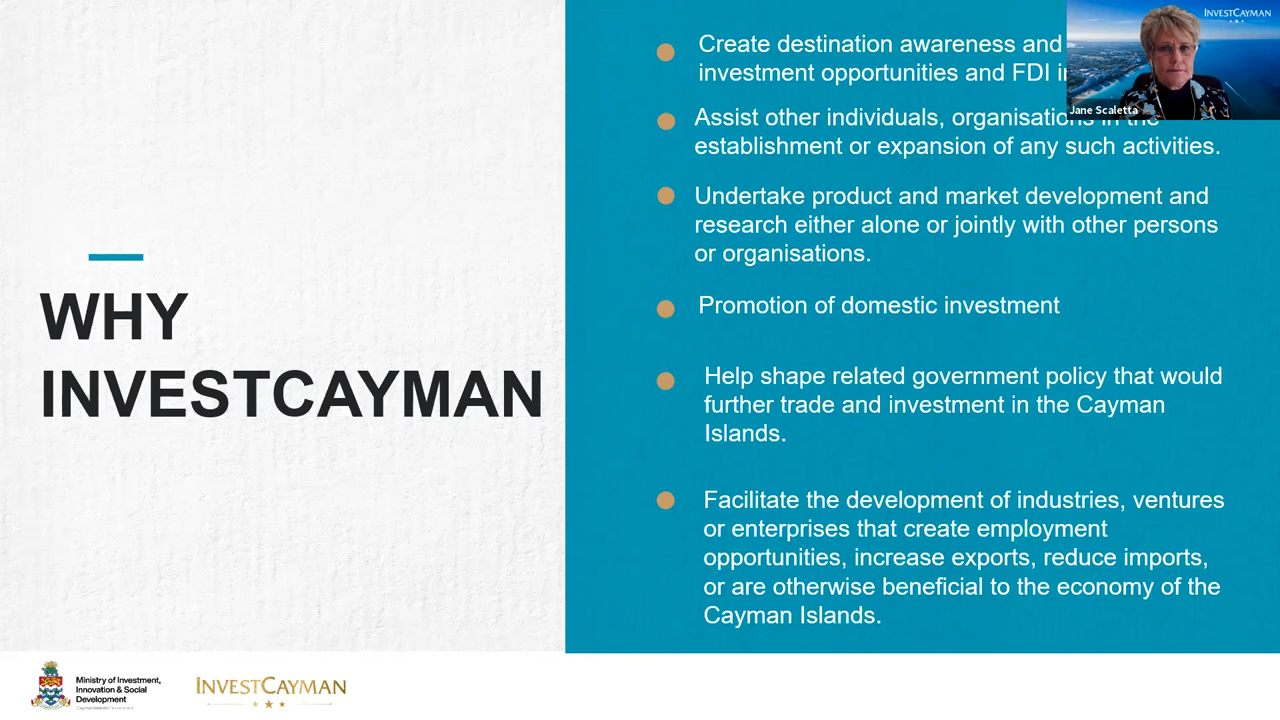 WHY
INVESTCAYMAN
Create destination awareness and
investment opportunities and FDI
Assist other individuals, organisations in the
establishment or expansion of any such activities.
Undertake product and market development and
research either alone or jointly with other persons
or organisations.
Promotion of domestic investment
Help shape related government policy that would
further trade and investment in the Cayman
Islands.
Facilitate the development of industries, ventures
or enterprises that create employment
opportunities, increase exports, reduce imports,
or are otherwise beneficial to the economy of the
Cayman Islands.
INVESTCAYMAN
Jane Scaletta
Ministry of Investment,
Innovation & Social
Development
INVESTCAYMAN